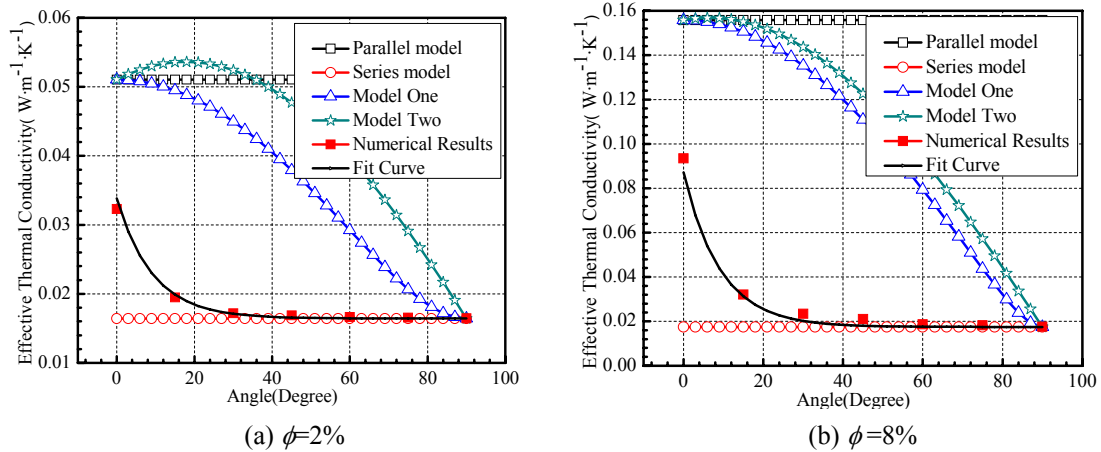 0.06
0.05
0.04
0.03
0.02
0.01
0
20
40
60
80
100
Effective Thermal Conductivity( W·m⁻¹·K⁻¹)
Angle(Degree)
Parallel model
Series model
Model One
Model Two
Numerical Results
Fit Curve
(a) ϕ=2%
0.16
0.14
0.12
0.10
0.08
0.06
0.04
0.02
0.00
0
20
40
60
80
100
Effective Thermal Conductivity( W·m⁻¹·K⁻¹)
Angle(Degree)
Parallel model
Series model
Model One
Model Two
Numerical Results
Fit Curve
(b) ϕ=8%